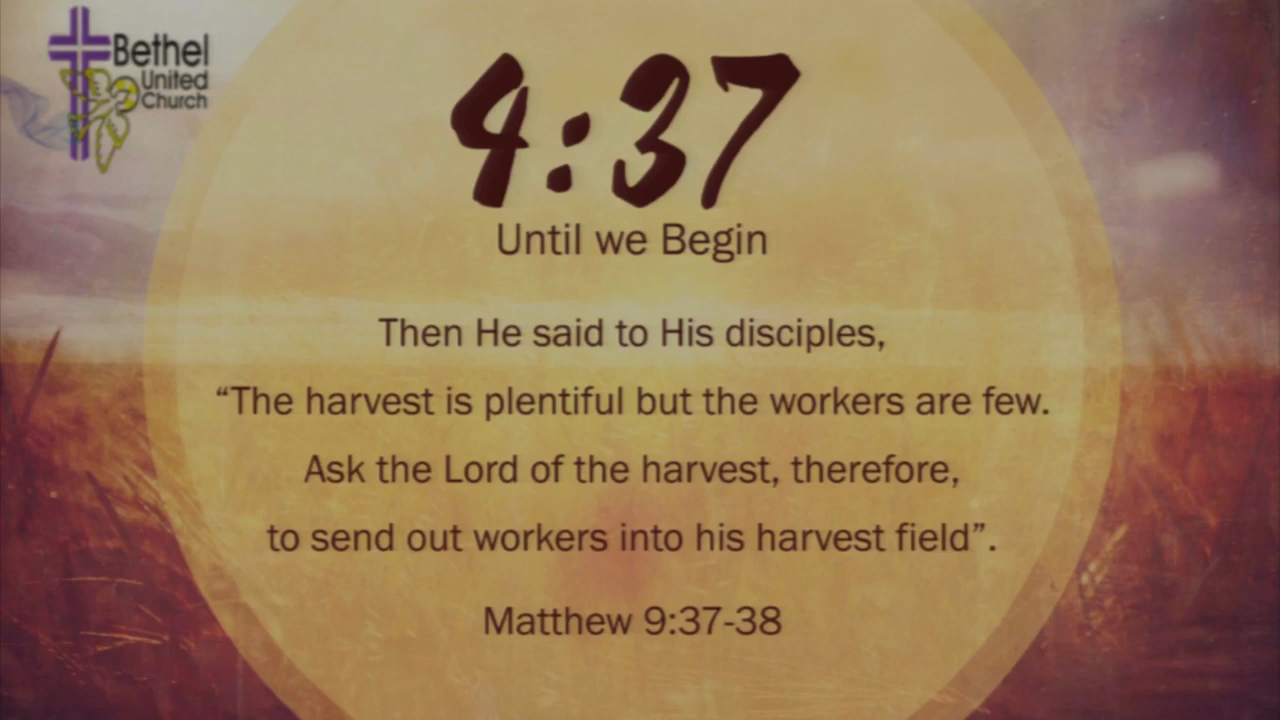 Bethel
United
Church
4:37
Until we Begin
Then He said to His disciples,
“The harvest is plentiful but the workers are few.
Ask the Lord of the harvest, therefore,
to send out workers into his harvest field”.
Matthew 9:37-38